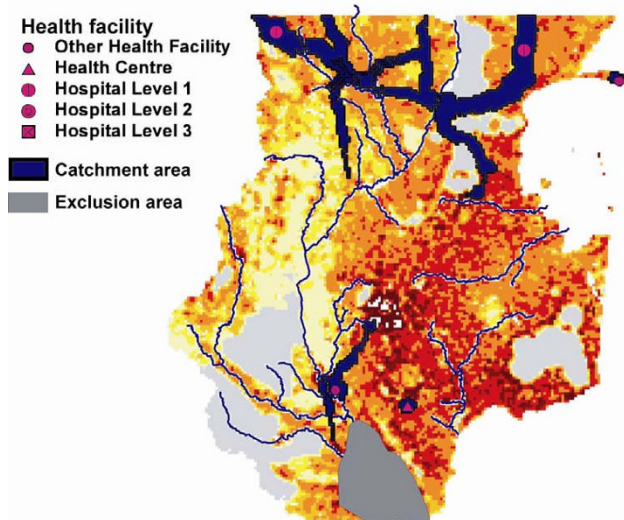 Health facility
Other Health Facility
Health Centre
Hospital Level 1
Hospital Level 2
Hospital Level 3
Catchment area
Exclusion area